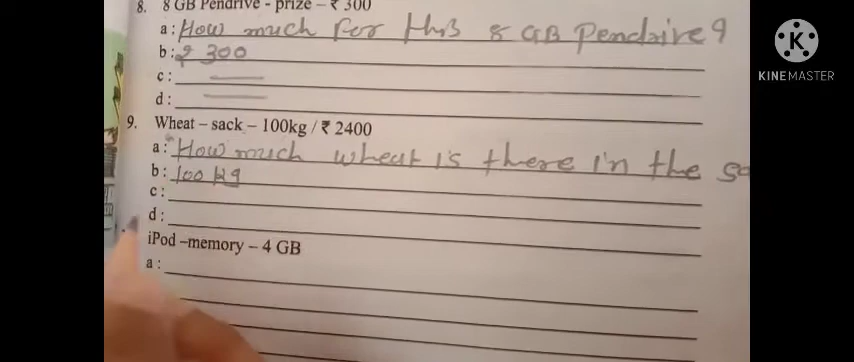 8. 8 GB Pendrive - prize – ₹ 300
a : How much for this 8 GB Pendrive ?
b : ₹ 300
c :
d :
9. Wheat – sack – 100kg / ₹ 2400
a : How much wheat is there in the sa
b : 100 kg
c :
d :
iPod –memory – 4 GB
a :
KINEMASTER